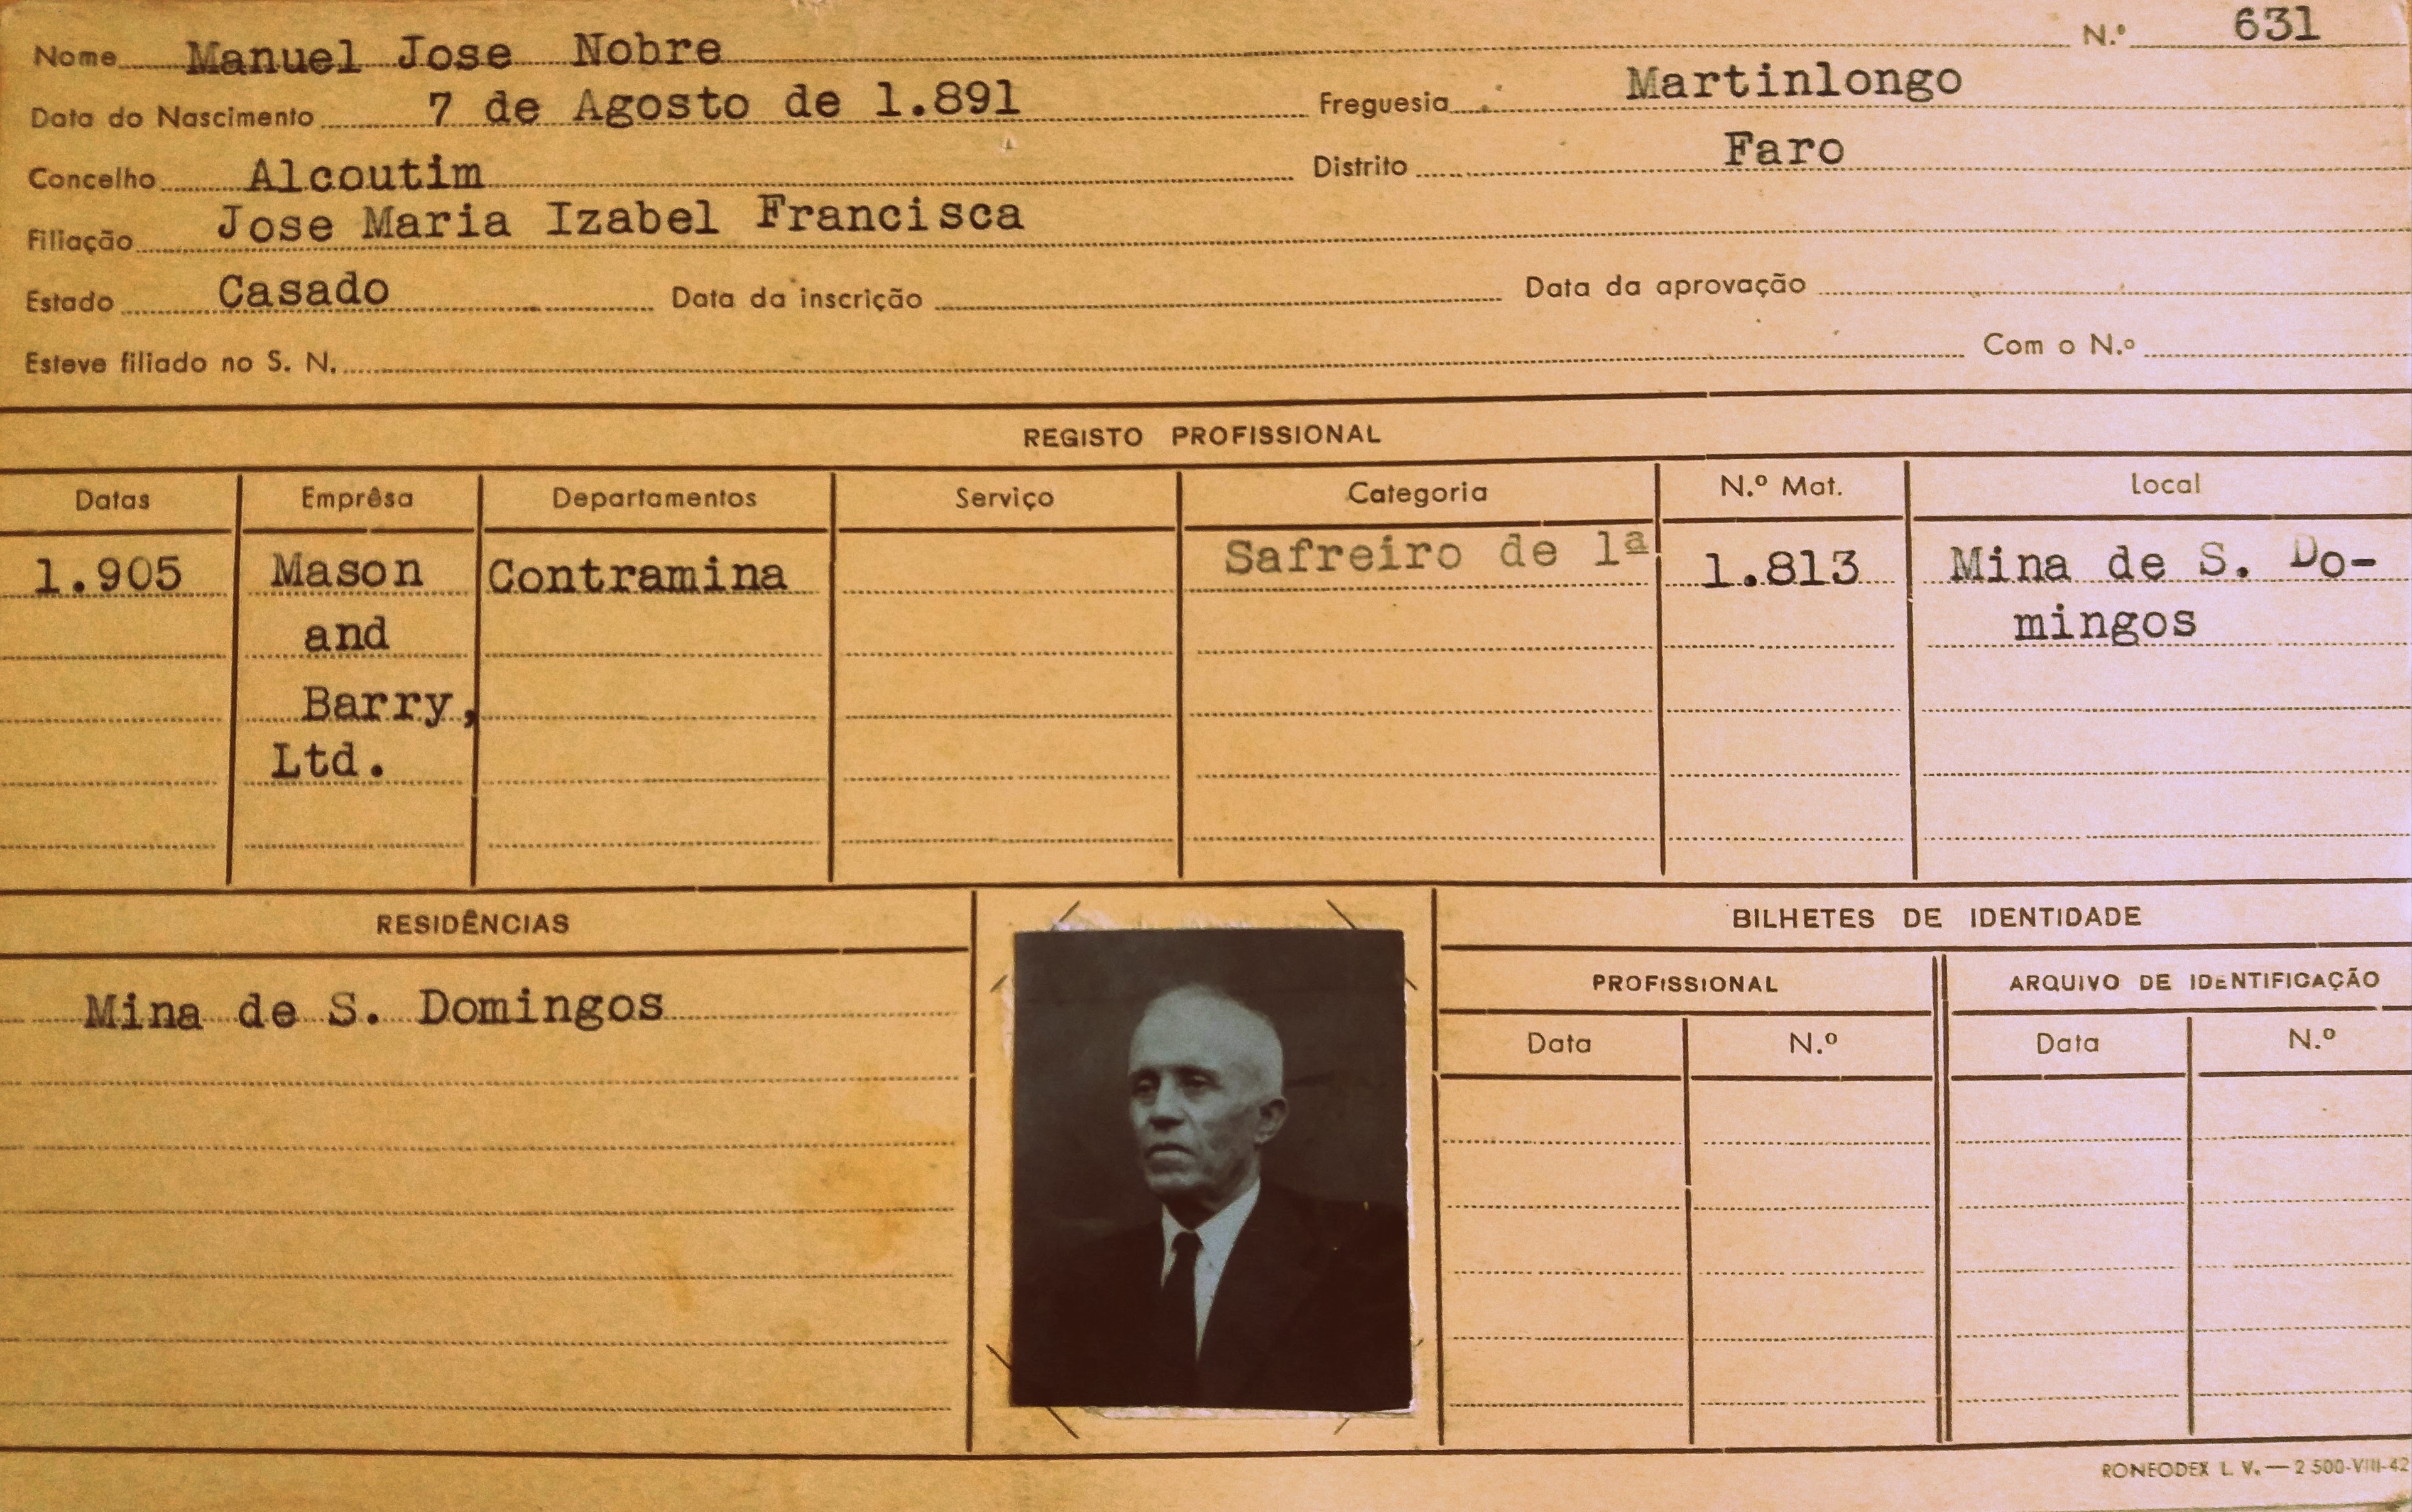 Nome Manuel Jose Nobre N.º 631
Data do Nascimento 7 de Agosto de 1.891 Freguesia Martinlongo
Concelho Alcoutim Distrito Faro
Filiação Jose Maria Izabel Francisca
Estado Casado Data da inscrição Data da aprovação
Esteve filiado no S. N. Com o N.º
REGISTO PROFISSIONAL
Datas Emprêsa Departamentos Serviço Categoria N.º Mat. Local
1.905 Mason Contramina Safreiro de 1ª 1.813 Mina de S. Do-
and mingos
Barry,
Ltd.
RESIDÊNCIAS BILHETES DE IDENTIDADE
PROFISSIONAL ARQUIVO DE IDENTIFICAÇÃO
Mina de S. Domingos
Data N.º Data N.º
RONEODEX L. V. — 2 500-VIII-42